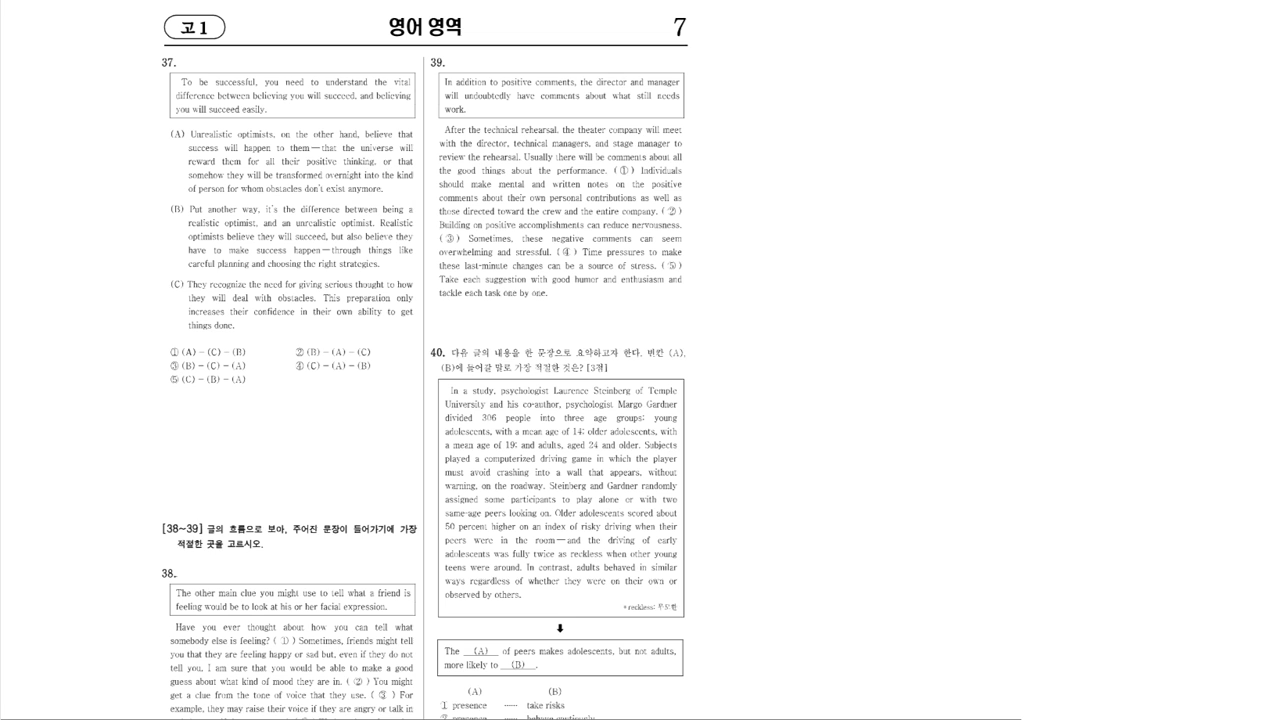 고 1
영어 영역
7
37.
To be successful, you need to understand the vital
difference between believing you will succeed, and believing
you will succeed easily.
(A) Unrealistic optimists, on the other hand, believe that
success will happen to them — that the universe will
reward them for all their positive thinking, or that
somehow they will be transformed overnight into the kind
of person for whom obstacles don't exist anymore.
(B) Put another way, it's the difference between being a
realistic optimist, and an unrealistic optimist. Realistic
optimists believe they will succeed, but also believe they
have to make success happen — through things like
careful planning and choosing the right strategies.
(C) They recognize the need for giving serious thought to how
they will deal with obstacles. This preparation only
increases their confidence in their own ability to get
things done.
① (A) - (C) - (B) ② (B) - (A) - (C)
③ (B) - (C) - (A) ④ (C) - (A) - (B)
⑤ (C) - (B) - (A)
[38~39] 글의 흐름으로 보아, 주어진 문장이 들어가기에 가장
적절한 곳을 고르시오.
38.
The other main clue you might use to tell what a friend is
feeling would be to look at his or her facial expression.
Have you ever thought about how you can tell what
somebody else is feeling? ( ① ) Sometimes, friends might tell
you that they are feeling happy or sad but, even if they do not
tell you, I am sure that you would be able to make a good
guess about what kind of mood they are in. ( ② ) You might
get a clue from the tone of voice that they use. ( ③ ) For
example, they may raise their voice if they are angry or talk in
39.
In addition to positive comments, the director and manager
will undoubtedly have comments about what still needs
work.
After the technical rehearsal, the theater company will meet
with the director, technical managers, and stage manager to
review the rehearsal. Usually there will be comments about all
the good things about the performance. ( ① ) Individuals
should make mental and written notes on the positive
comments about their own personal contributions as well as
those directed toward the crew and the entire company. ( ② )
Building on positive accomplishments can reduce nervousness.
( ③ ) Sometimes, these negative comments can seem
overwhelming and stressful. ( ④ ) Time pressures to make
these last-minute changes can be a source of stress. ( ⑤ )
Take each suggestion with good humor and enthusiasm and
tackle each task one by one.
40. 다음 글의 내용을 한 문장으로 요약하고자 한다. 빈칸 (A),
(B)에 들어갈 말로 가장 적절한 것은? [3점]
In a study, psychologist Laurence Steinberg of Temple
University and his co-author, psychologist Margo Gardner
divided 306 people into three age groups: young
adolescents, with a mean age of 14; older adolescents, with
a mean age of 19; and adults, aged 24 and older. Subjects
played a computerized driving game in which the player
must avoid crashing into a wall that appears, without
warning, on the roadway. Steinberg and Gardner randomly
assigned some participants to play alone or with two
same-age peers looking on. Older adolescents scored about
50 percent higher on an index of risky driving when their
peers were in the room — and the driving of early
adolescents was fully twice as reckless when other young
teens were around. In contrast, adults behaved in similar
ways regardless of whether they were on their own or
observed by others.
* reckless: 무모한
The (A) of peers makes adolescents, but not adults,
more likely to (B) .
(A) (B)
① presence ······ take risks
② presence ······ behave cautiously